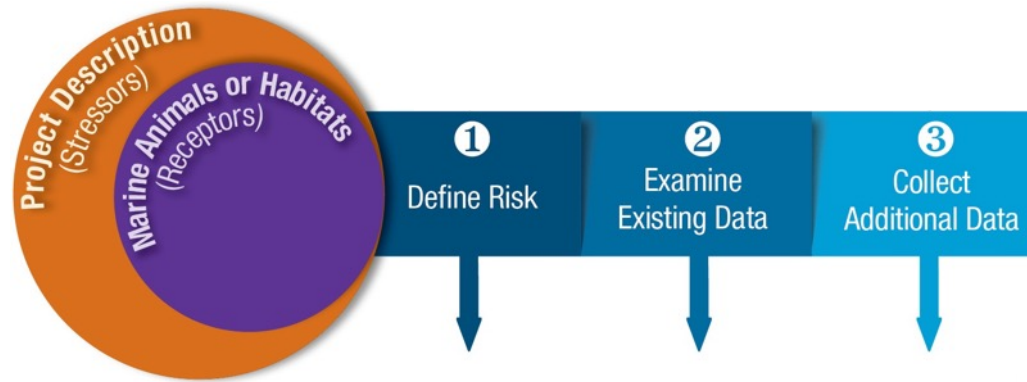 Project Description
(Stressors)
Marine Animals or Habitats
(Receptors)
1
Define Risk
2
Examine
Existing Data
3
Collect
Additional Data